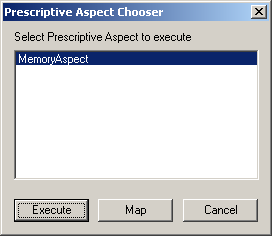 Prescriptive Aspect Chooser
Select Prescriptive Aspect to execute
MemoryAspect
Execute Map Cancel